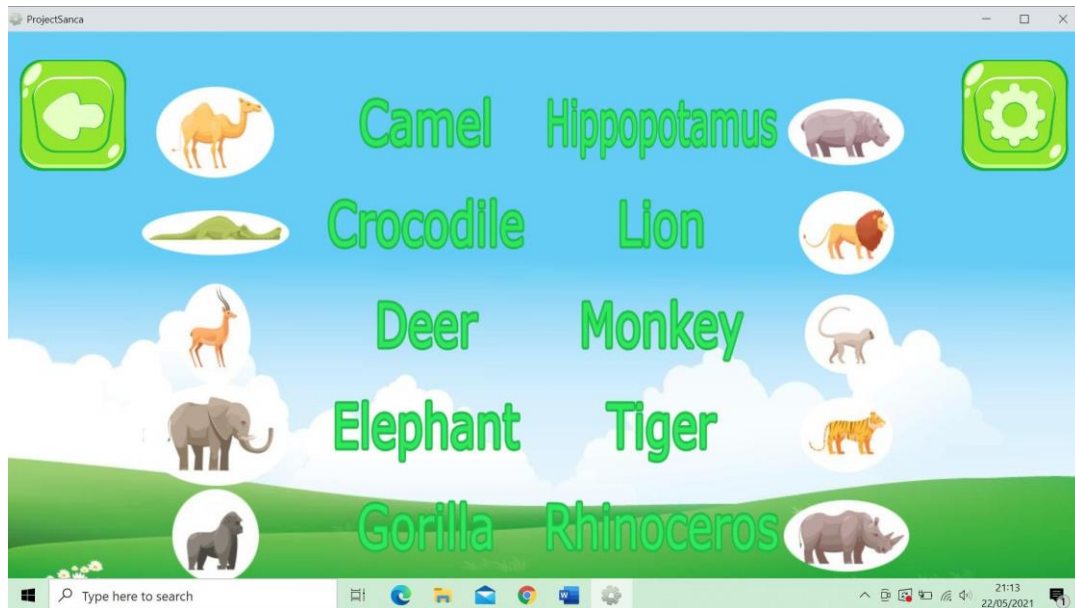 ProjectSanca
Camel Hippopotamus
Crocodile Lion
Deer Monkey
Elephant Tiger
Gorilla Rhinoceros
Type here to search
21:13
22/05/2021
1